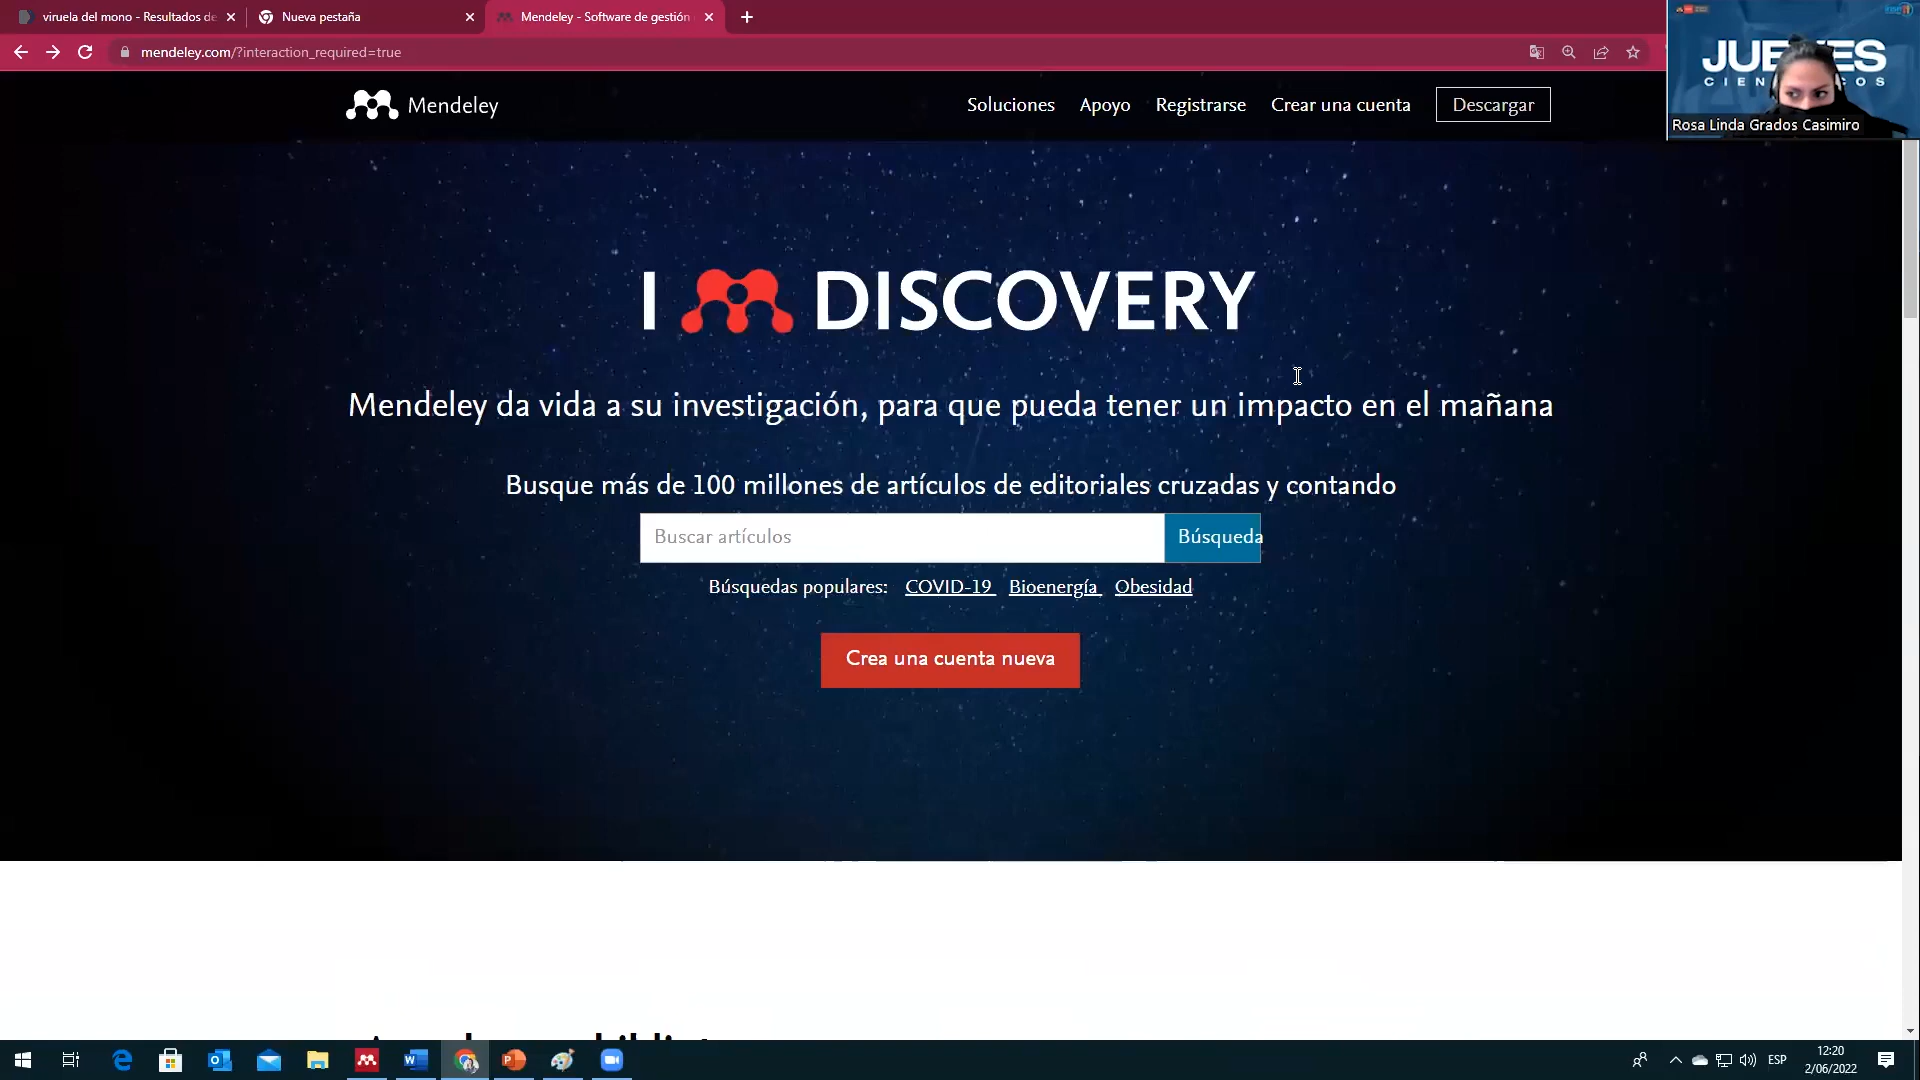 viruela del mono - Resultados de
Nueva pestaña
Mendeley - Software de gestión
mendeley.com/?interaction_required=true
Mendeley
Soluciones
Apoyo
Registrarse
Crear una cuenta
Descargar
Rosa Linda Grados Casimiro
I DISCOVERY
Mendeley da vida a su investigación, para que pueda tener un impacto en el mañana
Busque más de 100 millones de artículos de editoriales cruzadas y contando
Buscar artículos
Búsqueda
Búsquedas populares: COVID-19 Bioenergía Obesidad
Crea una cuenta nueva
ESP
12:20
2/06/2022